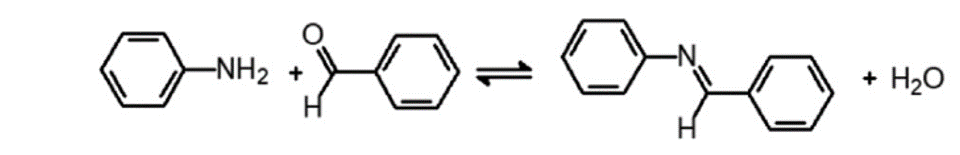 NH₂ + O H ⇌ N H + H₂O